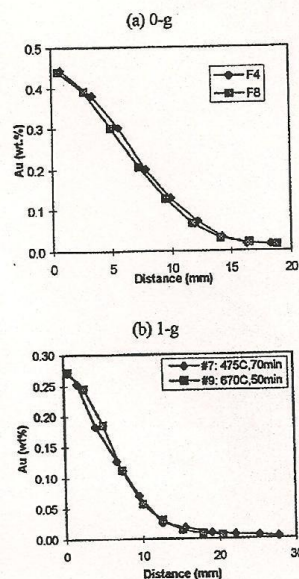 (a) 0-g
0.5
0.4
0.3
0.2
0.1
0.0
Au (wt.%)
F4
F8
0
5
10
15
20
Distance (mm)
(b) 1-g
0.30
0.25
0.20
0.15
0.10
0.05
0.00
Au (wt%)
#7: 475C,70min
#9: 670C,50min
0
10
20
30
Distance (mm)